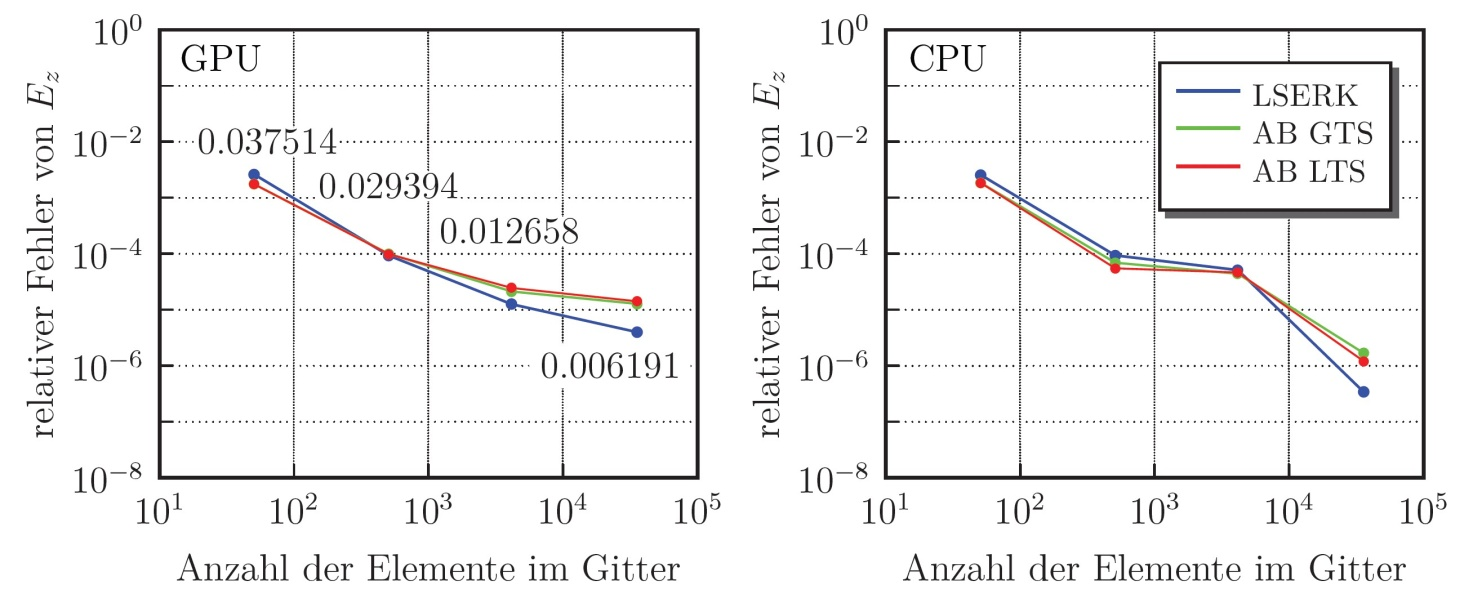 GPU
relativer Fehler von E_z
10^0
10^−2
10^−4
10^−6
10^−8
0.037514
0.029394
0.012658
0.006191
10^1 10^2 10^3 10^4 10^5
Anzahl der Elemente im Gitter
CPU
relativer Fehler von E_z
10^0
10^−2
10^−4
10^−6
10^−8
LSERK
AB GTS
AB LTS
10^1 10^2 10^3 10^4 10^5
Anzahl der Elemente im Gitter